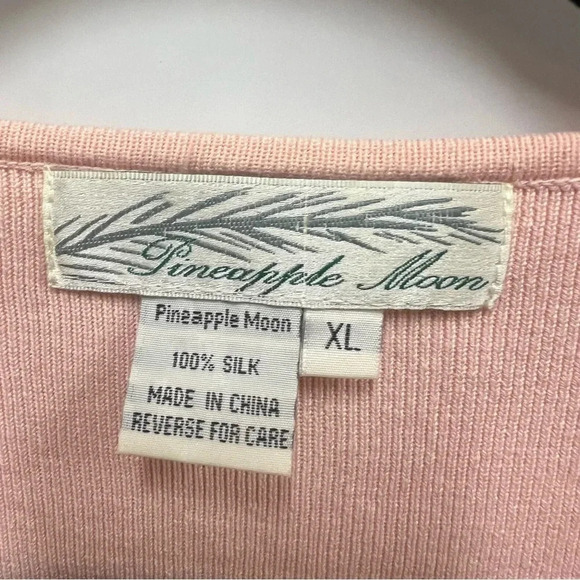 Pineapple Moon
Pineapple Moon
XL
100% SILK
MADE IN CHINA
REVERSE FOR CARE